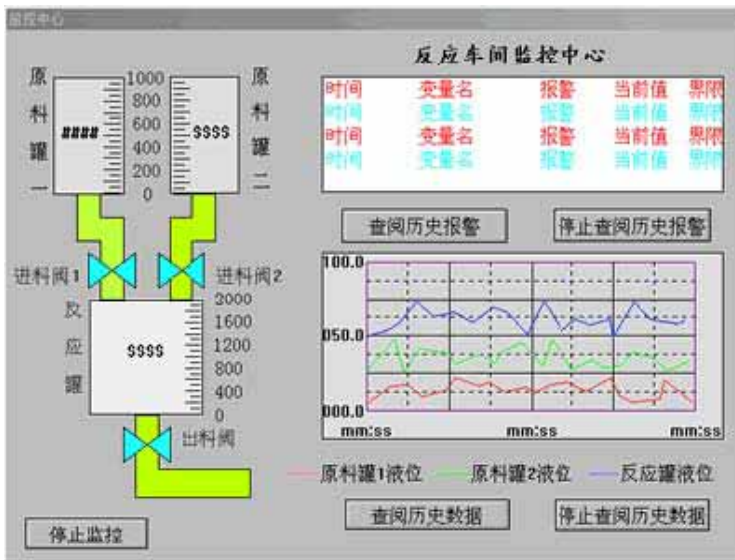 监控中心
反应车间监控中心
原料罐一
####
1000
800
600
400
200
0
$$$$
原料罐二
时间 变量名 报警 当前值 界限
时间 变量名 报警 当前值 界限
时间 变量名 报警 当前值 界限
时间 变量名 报警 当前值 界限
查阅历史报警 停止查阅历史报警
进料阀1 进料阀2
反应罐
$$$$
2000
1600
1200
800
400
0
出料阀
100.0
050.0
000.0
mm:ss mm:ss mm:ss
原料罐1液位 原料罐2液位 反应罐液位
查阅历史数据 停止查阅历史数据
停止监控